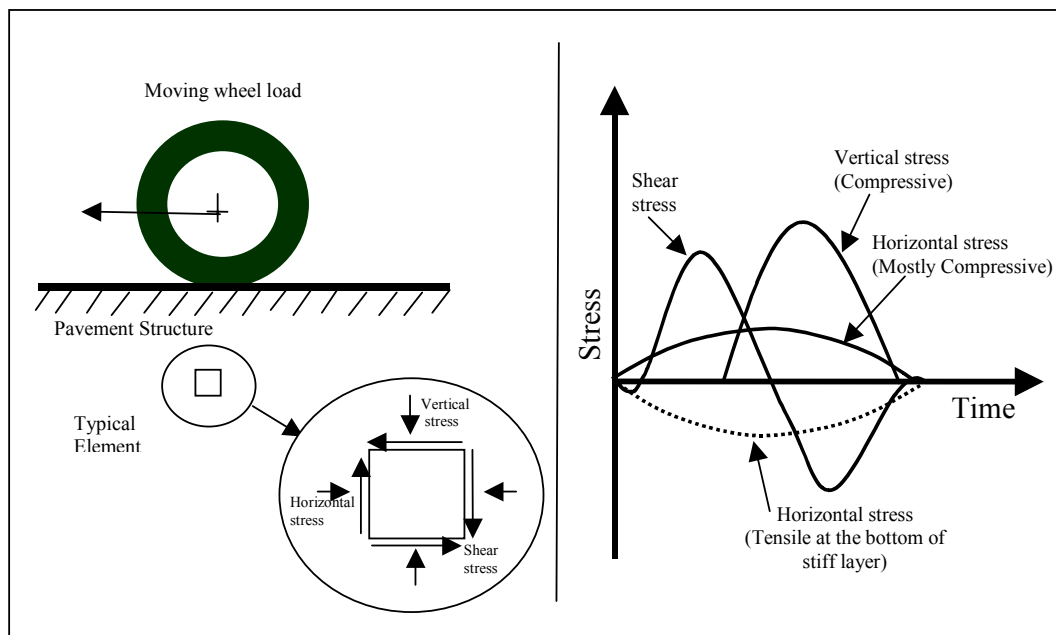 Moving wheel load
Pavement Structure
Typical
Element
Vertical
stress
Horizontal
stress
Shear
stress
Stress
Shear
stress
Vertical stress
(Compressive)
Horizontal stress
(Mostly Compressive)
Time
Horizontal stress
(Tensile at the bottom of
stiff layer)